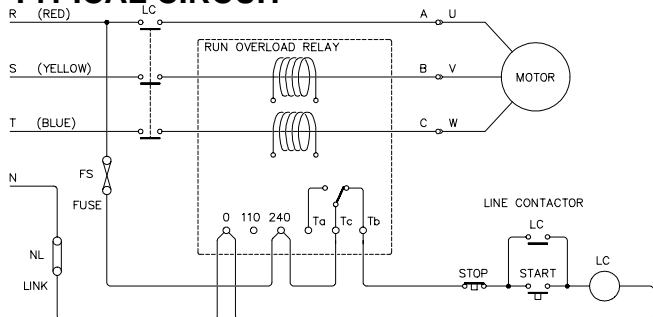 TYPICAL CIRCUIT
R (RED) LC A U
RUN OVERLOAD RELAY
S (YELLOW) B V MOTOR
T (BLUE) C W
FS
N FUSE
LINE CONTACTOR
0 110 240 Ta Tc Tb
LC
NL LC
STOP START
LINK